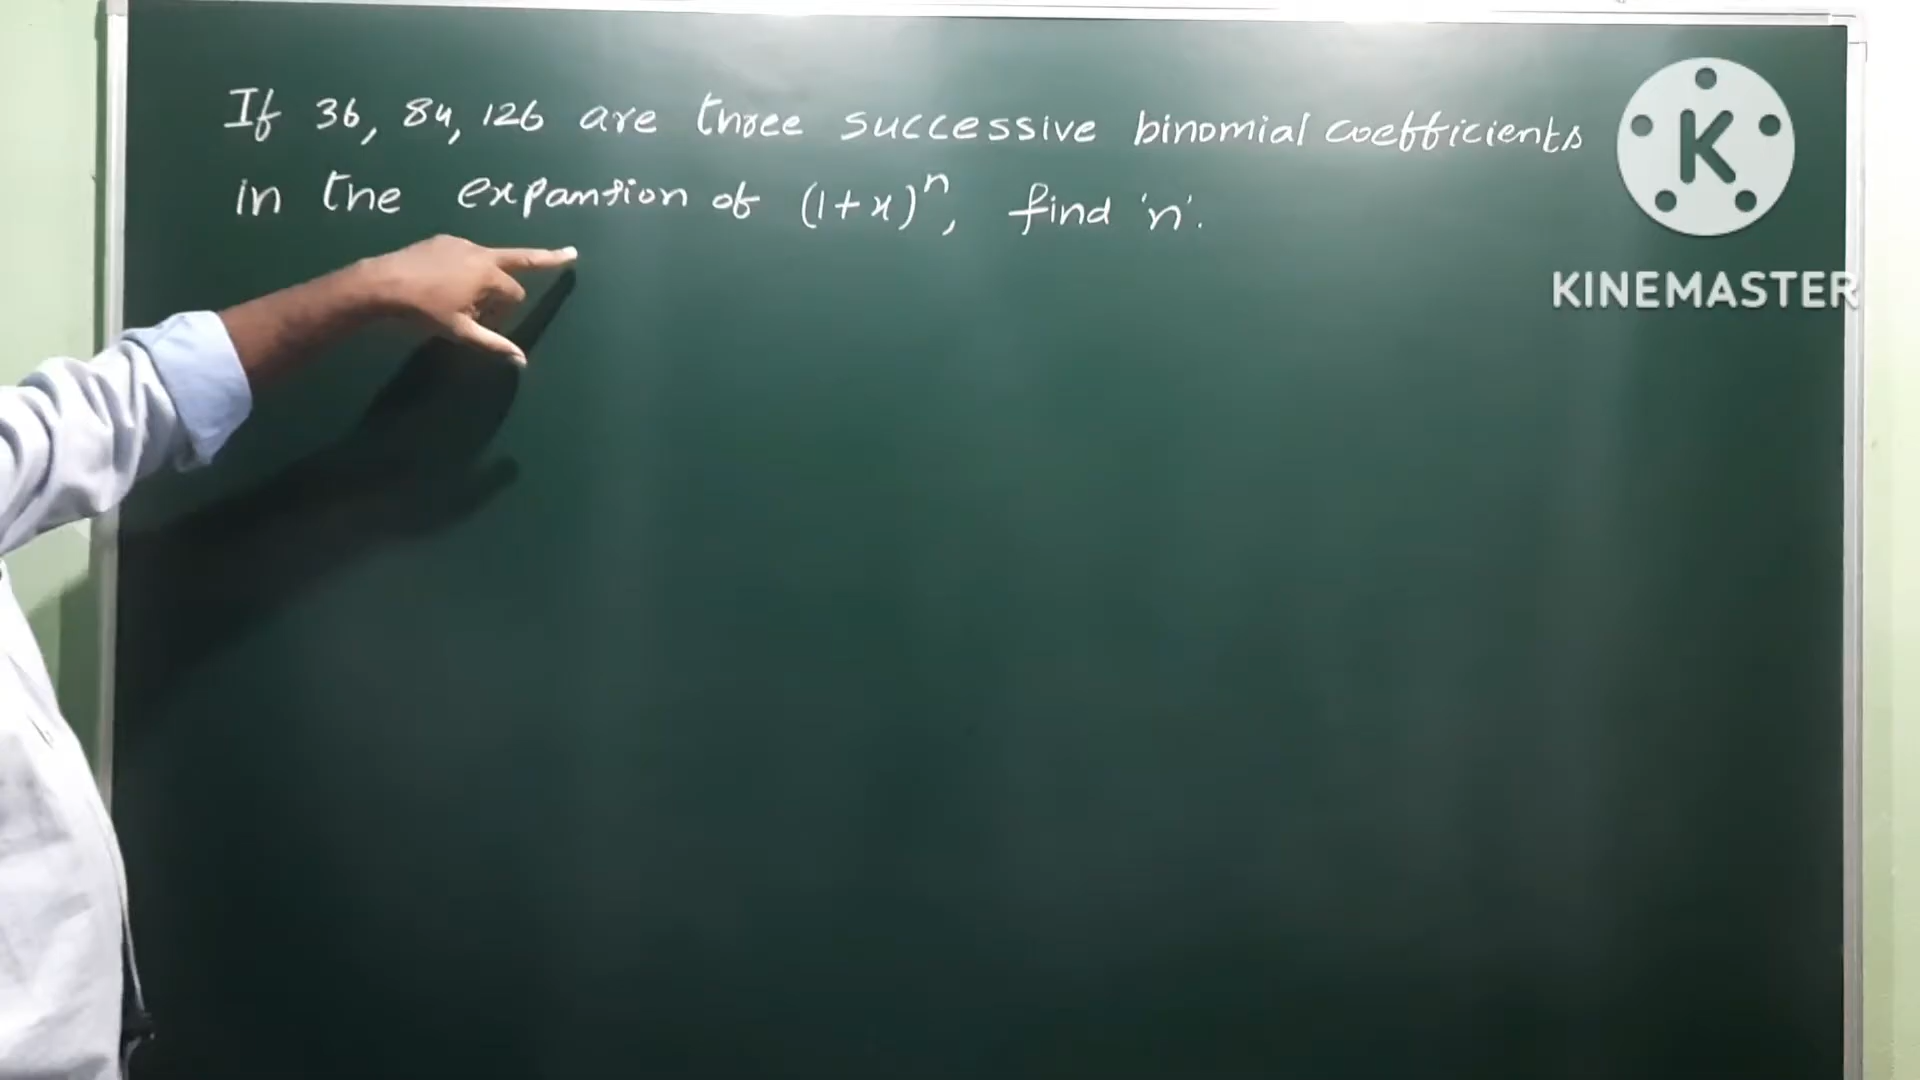 If 36, 84, 126 are three successive binomial coefficients
in the expantion of (1+x)^n, find 'n'.
K
KINEMASTER